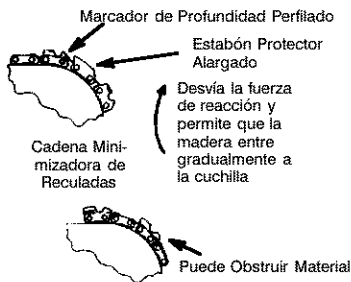 Marcador de Profundidad Perfilado
Estabón Protector
Alargado
Desvía la fuerza
de reacción y
permite que la
madera entre
gradualmente a
la cuchilla
Cadena Mini-
mizadora de
Reculadas
Puede Obstruir Material